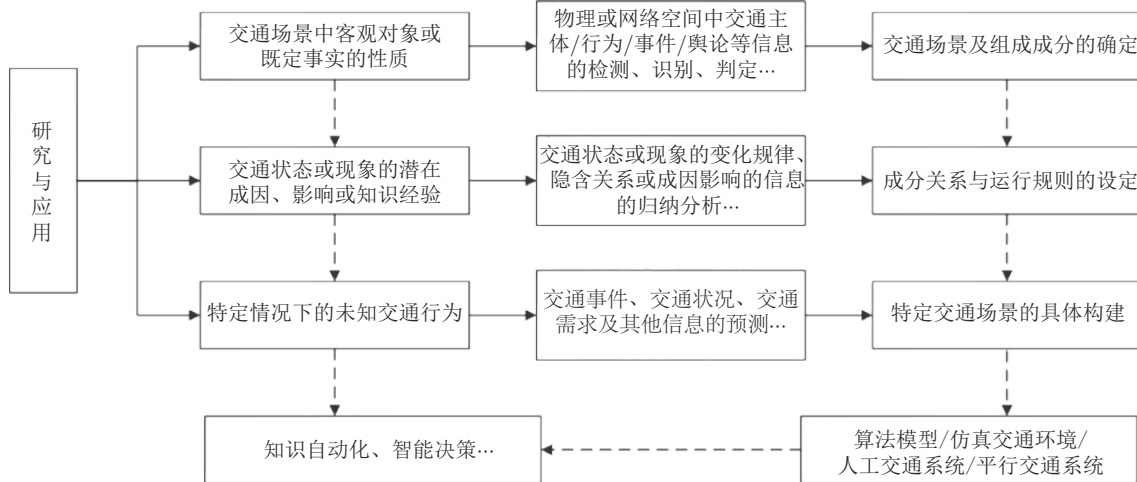 研
究
与
应
用
交通场景中客观对象或
既定事实的性质
物理或网络空间中交通主
体/行为/事件/舆论等信息
的检测、识别、判定…
交通场景及组成成分的确定
交通状态或现象的潜在
成因、影响或知识经验
交通状态或现象的变化规律、
隐含关系或成因影响的信息
的归纳分析…
成分关系与运行规则的设定
特定情况下的未知交通行为
交通事件、交通状况、交通
需求及其他信息的预测…
特定交通场景的具体构建
知识自动化、智能决策…
算法模型/仿真交通环境/
人工交通系统/平行交通系统